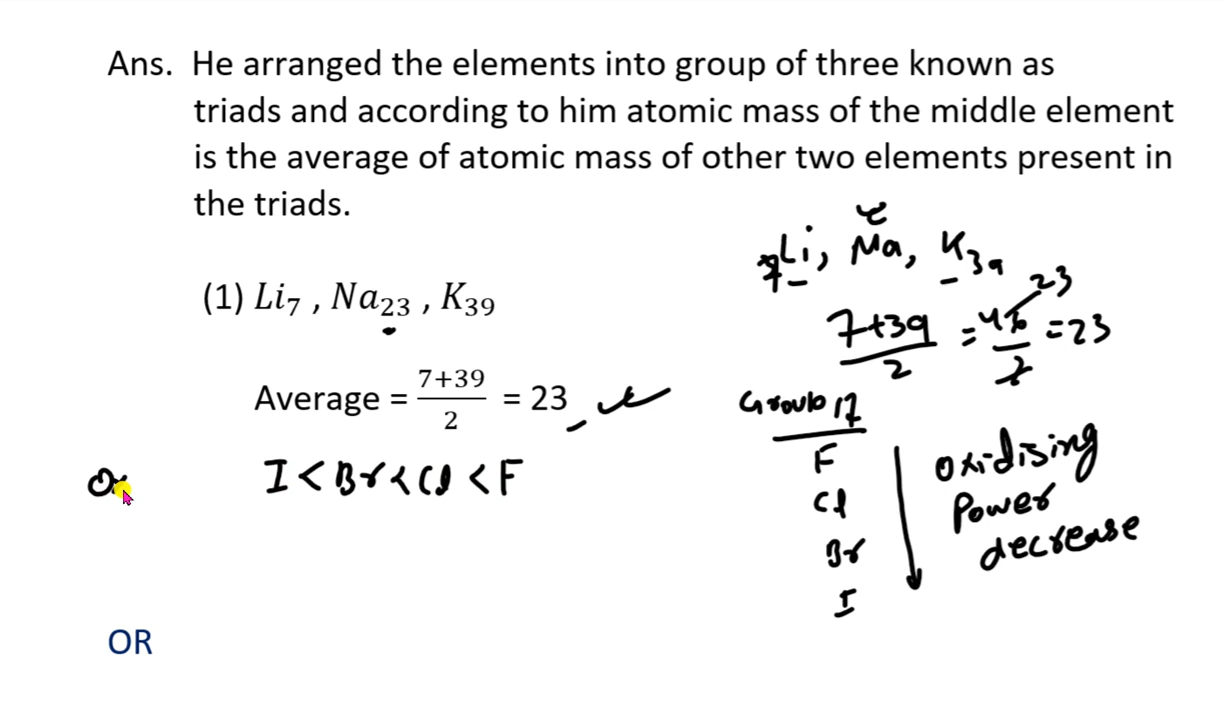 Ans. He arranged the elements into group of three known as
triads and according to him atomic mass of the middle element
is the average of atomic mass of other two elements present in
the triads.
₇Li, Na, K₃₉
(1) Li₇ , Na₂₃ , K₃₉
23
7+39/2 = 46/2 = 23
Average = 7+39/2 = 23
Group 17
F
Cl
Br
I
oxidising
Power
decrease
Or
I < Br < Cl < F
OR